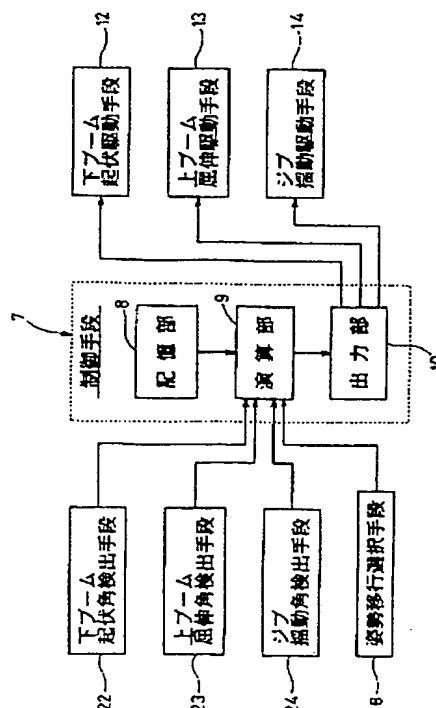 7
制御手段
22
下ブーム
起伏角検出手段
23
上ブーム
屈伸角検出手段
24
ジブ
揺動角検出手段
姿勢移行選択手段
8
記憶部
9
演算部
出力部
12
下ブーム
起伏駆動手段
13
上ブーム
屈伸駆動手段
14
ジブ
揺動駆動手段